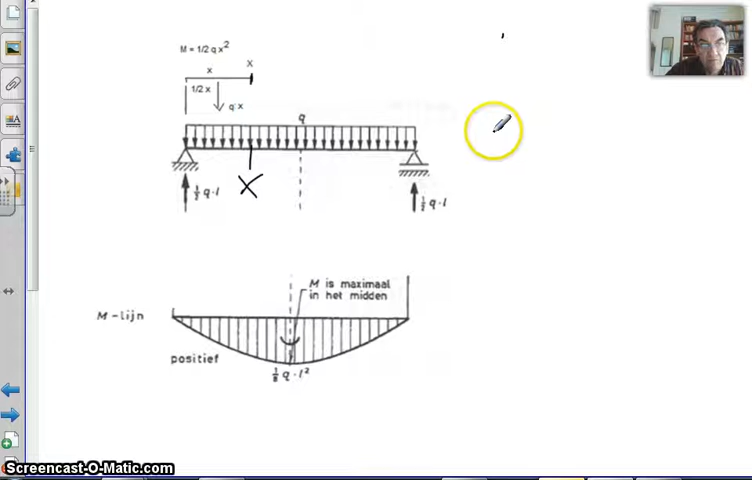 M = 1/2 qx²
x
x
1/2 x
q·x
q
X
½ q·l
½ q·l
M is maximaal
in het midden
M-lijn
positief
⅛ q·l²
Screencast-O-Matic.com